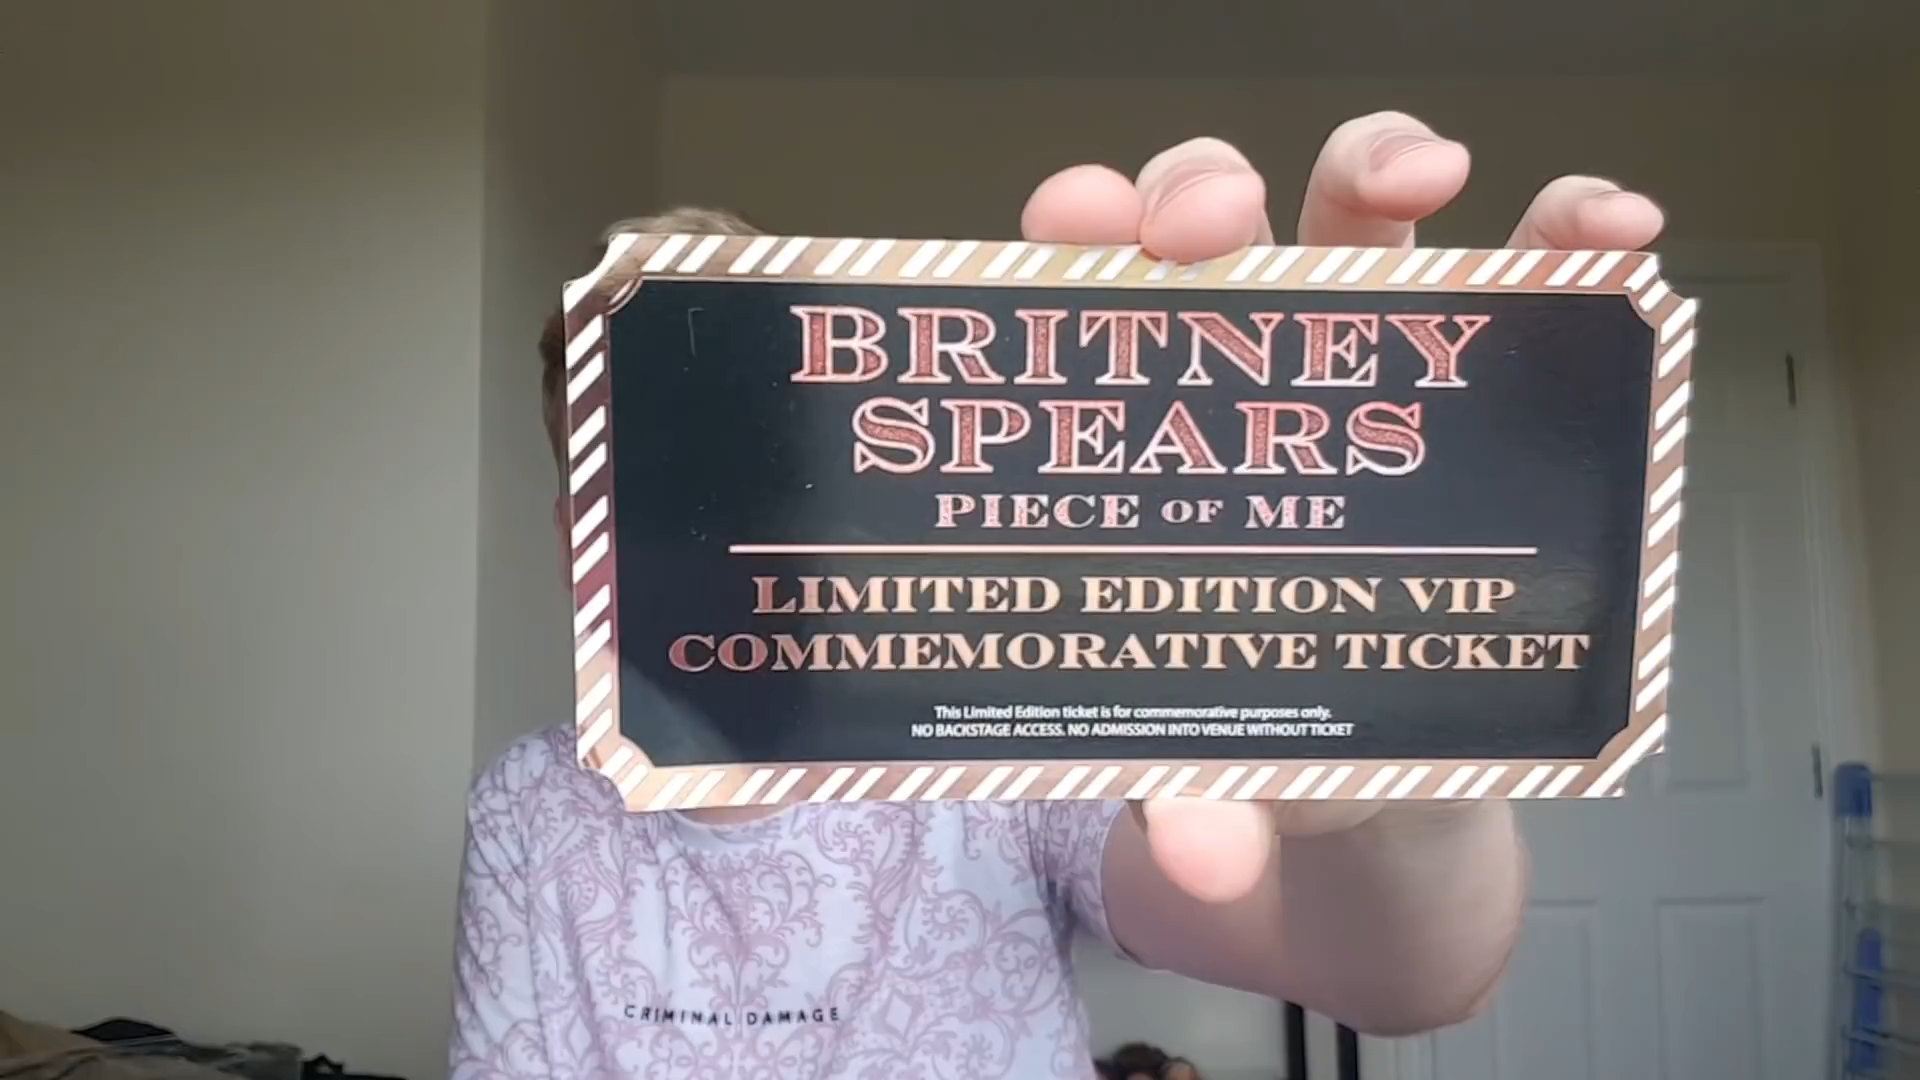 BRITNEY
SPEARS
PIECE OF ME
LIMITED EDITION VIP
COMMEMORATIVE TICKET
This Limited Edition ticket is for commemorative purposes only.
NO BACKSTAGE ACCESS. NO ADMISSION INTO VENUE WITHOUT TICKET
CRIMINAL DAMAGE